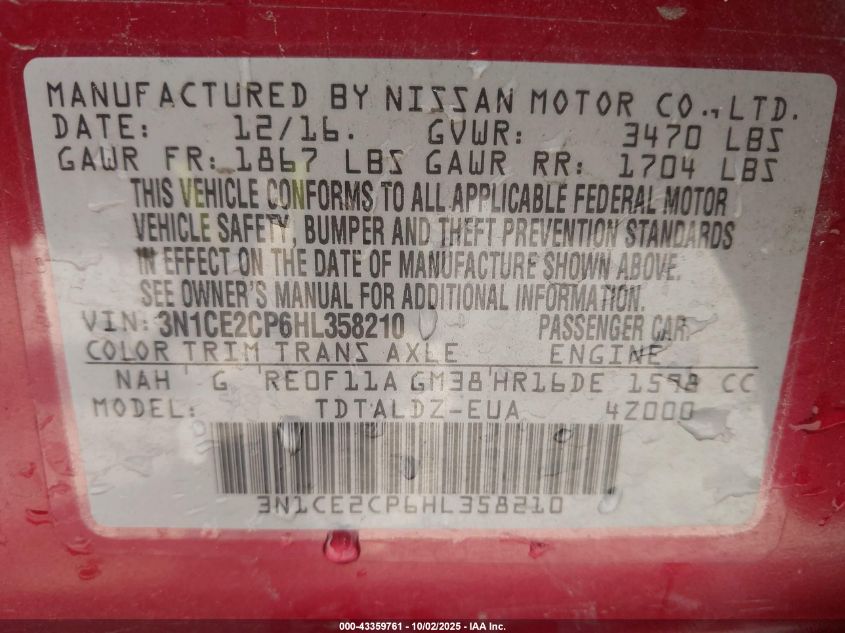 MANUFACTURED BY NISSAN MOTOR CO., LTD.
DATE: 12/16. GVWR: 3470 LBS
GAWR FR: 1867 LBS GAWR RR: 1704 LBS
THIS VEHICLE CONFORMS TO ALL APPLICABLE FEDERAL MOTOR
VEHICLE SAFETY, BUMPER AND THEFT PREVENTION STANDARDS
IN EFFECT ON THE DATE OF MANUFACTURE SHOWN ABOVE.
SEE OWNER'S MANUAL FOR ADDITIONAL INFORMATION.
VIN: 3N1CE2CP6HL358210 PASSENGER CAR
COLOR TRIM TRANS AXLE ENGINE
NAH G RE0F11A GM38 HR16DE 1598 CC
MODEL: TDTALDZ-EUA 4Z000
3N1CE2CP6HL358210
000-43359761 - 10/02/2025 - IAA Inc.